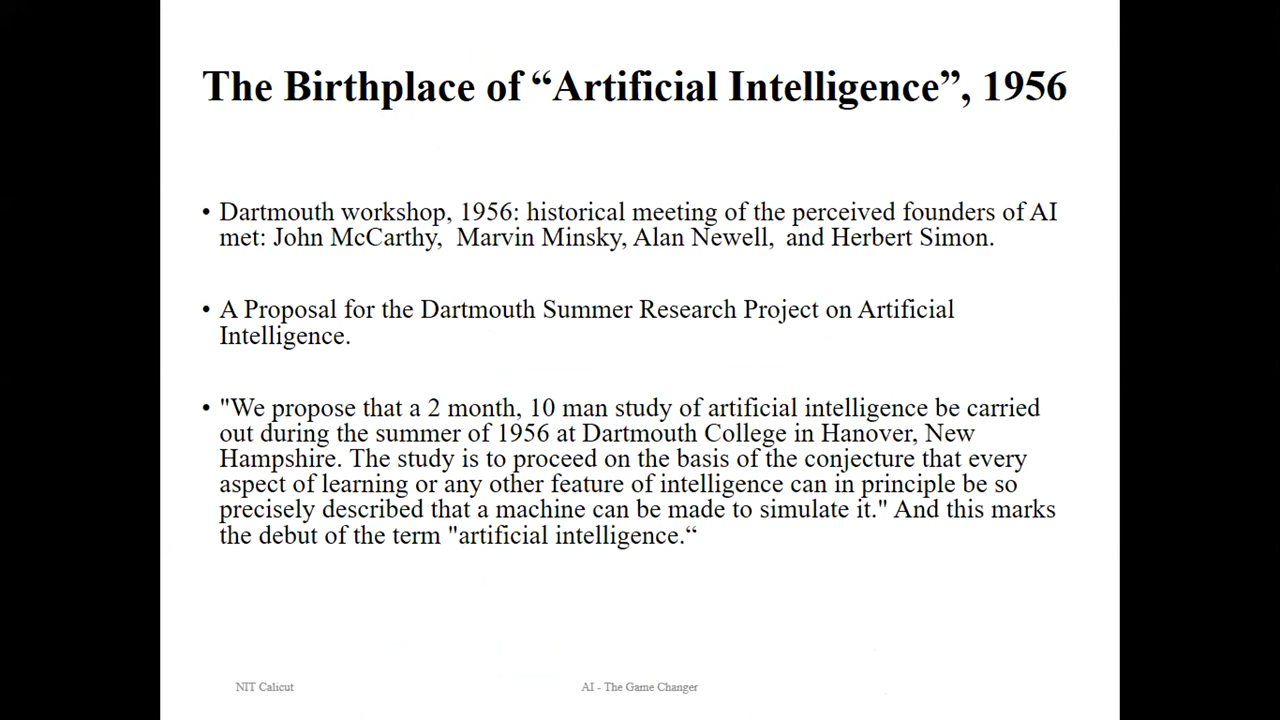 The Birthplace of “Artificial Intelligence”, 1956
• Dartmouth workshop, 1956: historical meeting of the perceived founders of AI
met: John McCarthy,  Marvin Minsky, Alan Newell,  and Herbert Simon.
• A Proposal for the Dartmouth Summer Research Project on Artificial
Intelligence.
• "We propose that a 2 month, 10 man study of artificial intelligence be carried
out during the summer of 1956 at Dartmouth College in Hanover, New
Hampshire. The study is to proceed on the basis of the conjecture that every
aspect of learning or any other feature of intelligence can in principle be so
precisely described that a machine can be made to simulate it." And this marks
the debut of the term "artificial intelligence.“
NIT Calicut
AI - The Game Changer